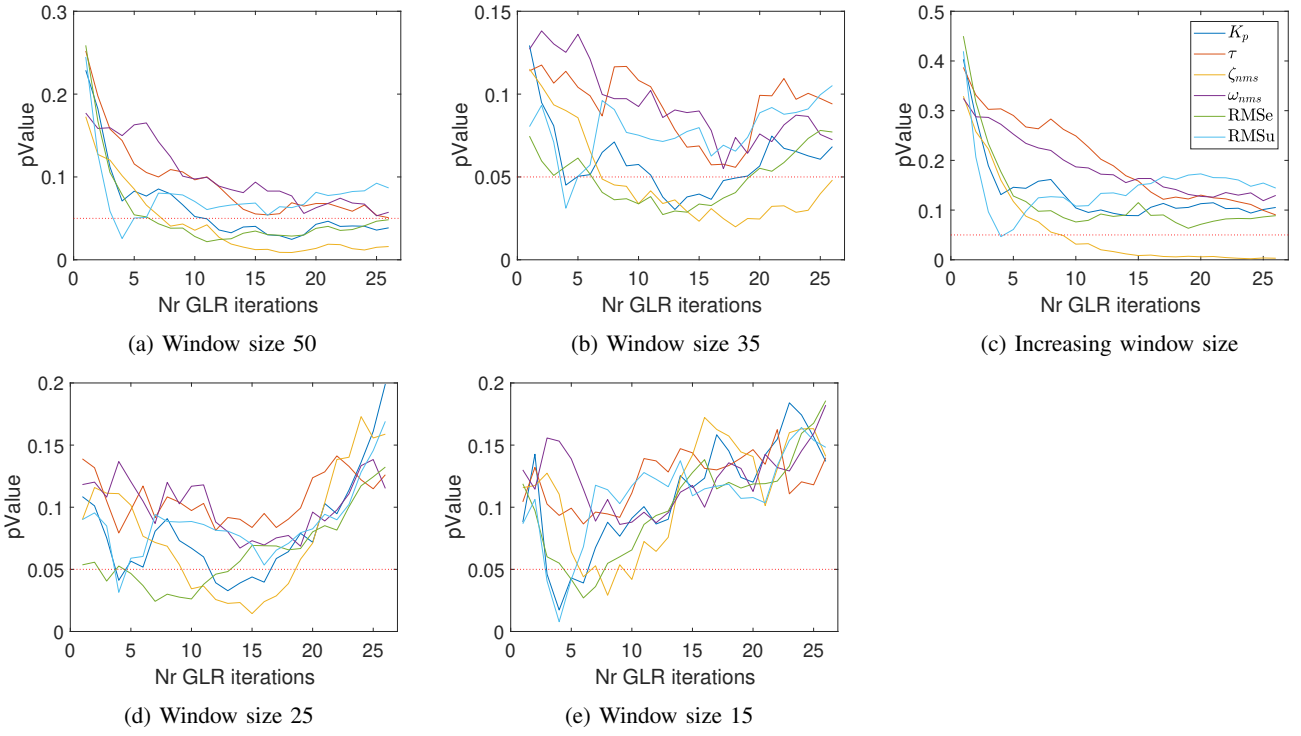 0.3
0.2
0.1
0
pValue
0 5 10 15 20 25
Nr GLR iterations
(a) Window size 50
0.15
0.1
0.05
0
pValue
0 5 10 15 20 25
Nr GLR iterations
(b) Window size 35
0.5
0.4
0.3
0.2
0.1
0
pValue
0 5 10 15 20 25
Nr GLR iterations
K_p
τ
ζ_nms
ω_nms
RMSe
RMSu
(c) Increasing window size
0.2
0.15
0.1
0.05
0
pValue
0 5 10 15 20 25
Nr GLR iterations
(d) Window size 25
0.2
0.15
0.1
0.05
0
pValue
0 5 10 15 20 25
Nr GLR iterations
(e) Window size 15